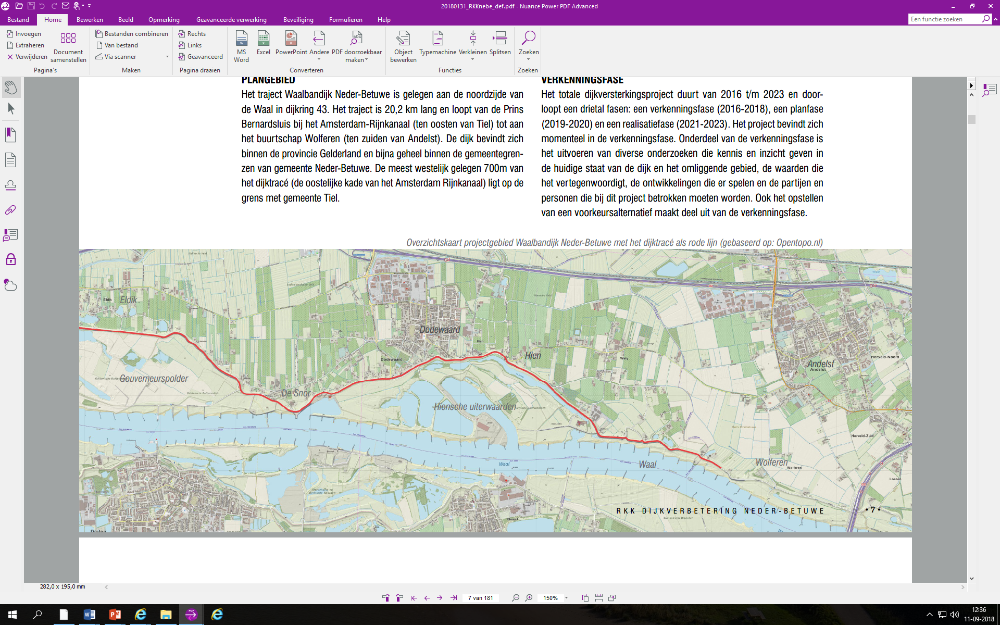 20180131_RKKnebe_def.pdf - Nuance Power PDF Advanced
Bestand Home Bewerken Beeld Opmerking Geavanceerde verwerking Beveiliging Formulieren Help
Een functie zoeken
Invoegen
Extraheren
Verwijderen
Document samenstellen
Pagina's
Bestanden combineren
Van bestand
Via scanner
Maken
Rechts
Links
Geavanceerd
Pagina draaien
MS Word
Excel
PowerPoint
Andere
PDF doorzoekbaar maken
Converteren
Object bewerken
Typemachine
Verkleinen
Splitsen
Functies
Zoeken
Zoeken
PLANGEBIED
Het traject Waalbandijk Neder-Betuwe is gelegen aan de noordzijde van
de Waal in dijkring 43. Het traject is 20,2 km lang en loopt van de Prins
Bernardsluis bij het Amsterdam-Rijnkanaal (ten oosten van Tiel) tot aan
het buurtschap Wolferen (ten zuiden van Andelst). De dijk bevindt zich
binnen de provincie Gelderland en bijna geheel binnen de gemeentegren-
zen van gemeente Neder-Betuwe. De meest westelijk gelegen 700m van
het dijktracé (de oostelijke kade van het Amsterdam Rijnkanaal) ligt op de
grens met gemeente Tiel.
VERKENNINGSFASE
Het totale dijkversterkingsproject duurt van 2016 t/m 2023 en door-
loopt een drietal fasen: een verkenningsfase (2016-2018), een planfase
(2019-2020) en een realisatiefase (2021-2023). Het project bevindt zich
momenteel in de verkenningsfase. Onderdeel van de verkenningsfase is
het uitvoeren van diverse onderzoeken die kennis en inzicht geven in
de huidige staat van de dijk en het omliggende gebied, de waarden die
het vertegenwoordigt, de ontwikkelingen die er spelen en de partijen en
personen die bij dit project betrokken moeten worden. Ook het opstellen
van een voorkeursalternatief maakt deel uit van de verkenningsfase.
Overzichtskaart projectgebied Waalbandijk Neder-Betuwe met het dijktracé als rode lijn (gebaseerd op: Opentopo.nl)
Eldik
Eldik
Dodewaard
Hien
Hien
Dodewaard
Wely
Andelst
Andelst
Herveld-Noord
Gouverneurspolder
De Snor
Hiensche uiterwaarden
Herveld-Zuid
Waal
Waal
Wolferen
Wolferen
Loenen
Deest
Druten
RKK DIJKVERBETERING NEDER-BETUWE
• 7 •
282,0 x 195,0 mm
7 van 181
150%
12:36
11-09-2018